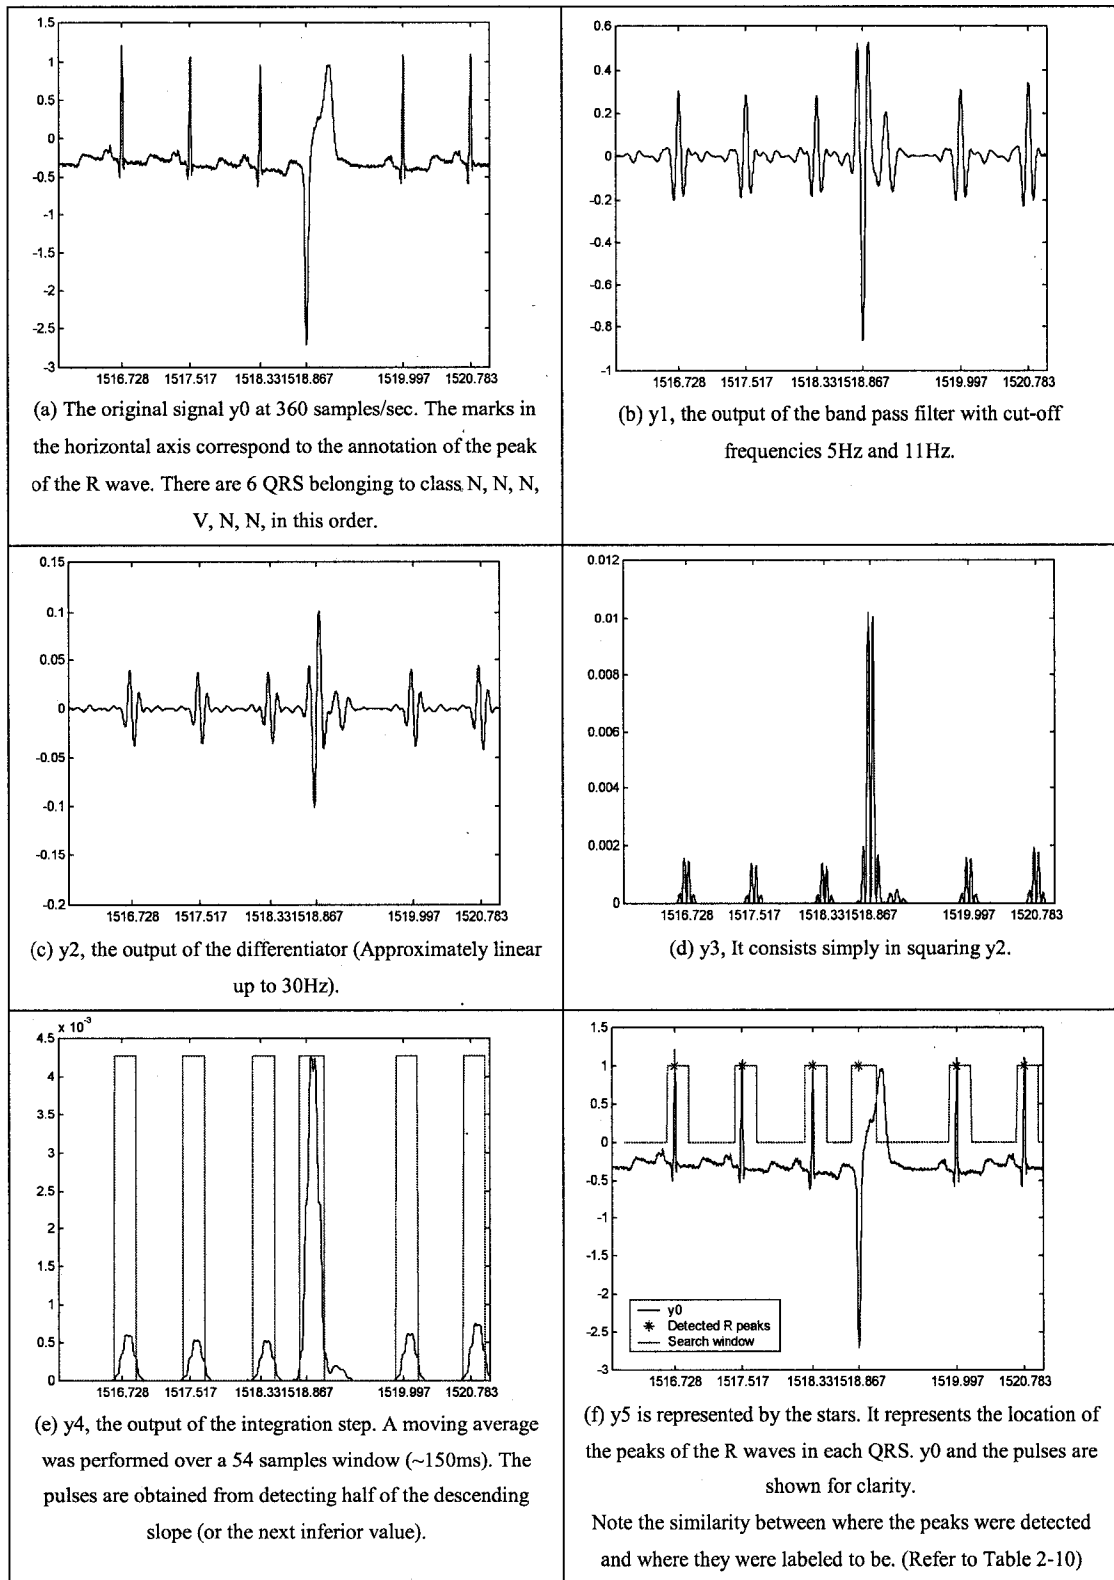 1.5
1
0.5
0
-0.5
-1
-1.5
-2
-2.5
-3
1516.728 1517.517 1518.331518.867 1519.997 1520.783
(a) The original signal y0 at 360 samples/sec. The marks in
the horizontal axis correspond to the annotation of the peak
of the R wave. There are 6 QRS belonging to class N, N, N,
V, N, N, in this order.
0.6
0.4
0.2
0
-0.2
-0.4
-0.6
-0.8
-1
1516.728 1517.517 1518.331518.867 1519.997 1520.783
(b) y1, the output of the band pass filter with cut-off
frequencies 5Hz and 11Hz.
0.15
0.1
0.05
0
-0.05
-0.1
-0.15
-0.2
1516.728 1517.517 1518.331518.867 1519.997 1520.783
(c) y2, the output of the differentiator (Approximately linear
up to 30Hz).
0.012
0.01
0.008
0.006
0.004
0.002
0
1516.728 1517.517 1518.331518.867 1519.997 1520.783
(d) y3, It consists simply in squaring y2.
x 10-3
4.5
4
3.5
3
2.5
2
1.5
1
0.5
0
1516.728 1517.517 1518.331518.867 1519.997 1520.783
(e) y4, the output of the integration step. A moving average
was performed over a 54 samples window (~150ms). The
pulses are obtained from detecting half of the descending
slope (or the next inferior value).
1.5
1
0.5
0
-0.5
-1
-1.5
-2
-2.5
-3
y0
Detected R peaks
Search window
1516.728 1517.517 1518.331518.867 1519.997 1520.783
(f) y5 is represented by the stars. It represents the location of
the peaks of the R waves in each QRS. y0 and the pulses are
shown for clarity.
Note the similarity between where the peaks were detected
and where they were labeled to be. (Refer to Table 2-10)